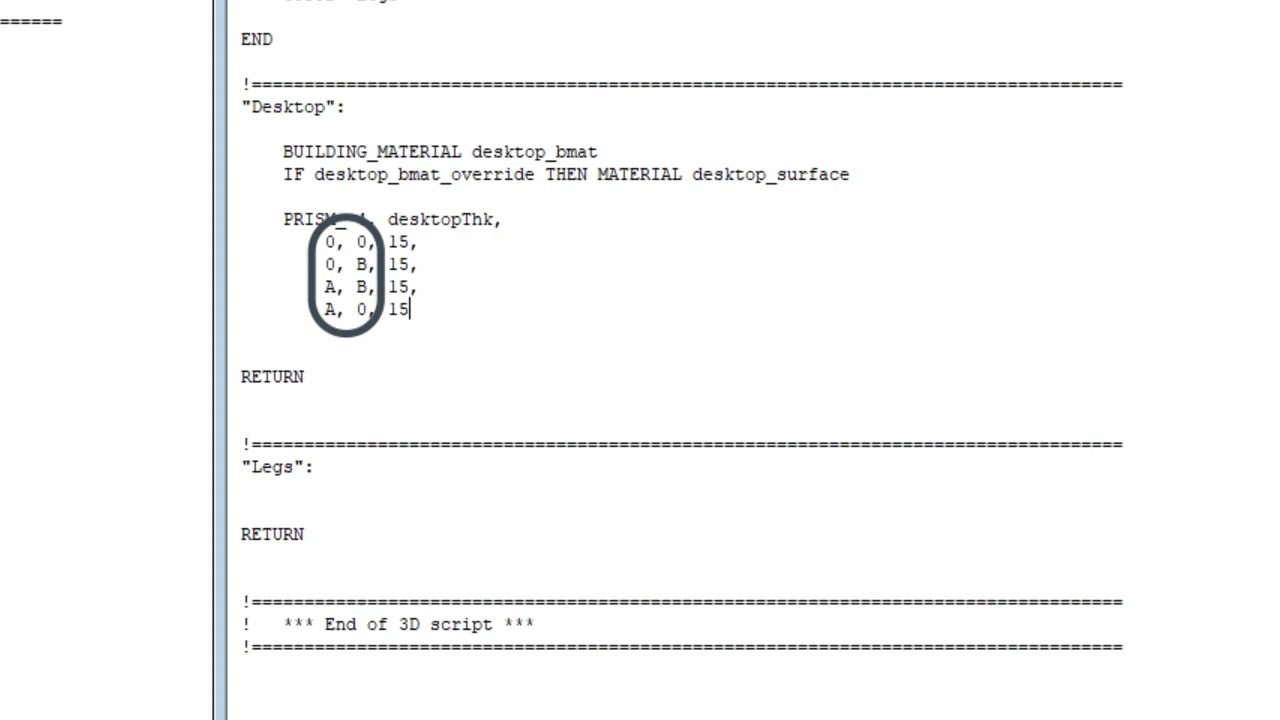 ======
END
!===================================================================================
"Desktop":
BUILDING_MATERIAL desktop_bmat
IF desktop_bmat_override THEN MATERIAL desktop_surface
PRISM_ 4, desktopThk,
0, 0, 15,
0, B, 15,
A, B, 15,
A, 0, 15
RETURN
!===================================================================================
"Legs":
RETURN
!===================================================================================
! *** End of 3D script ***
!===================================================================================